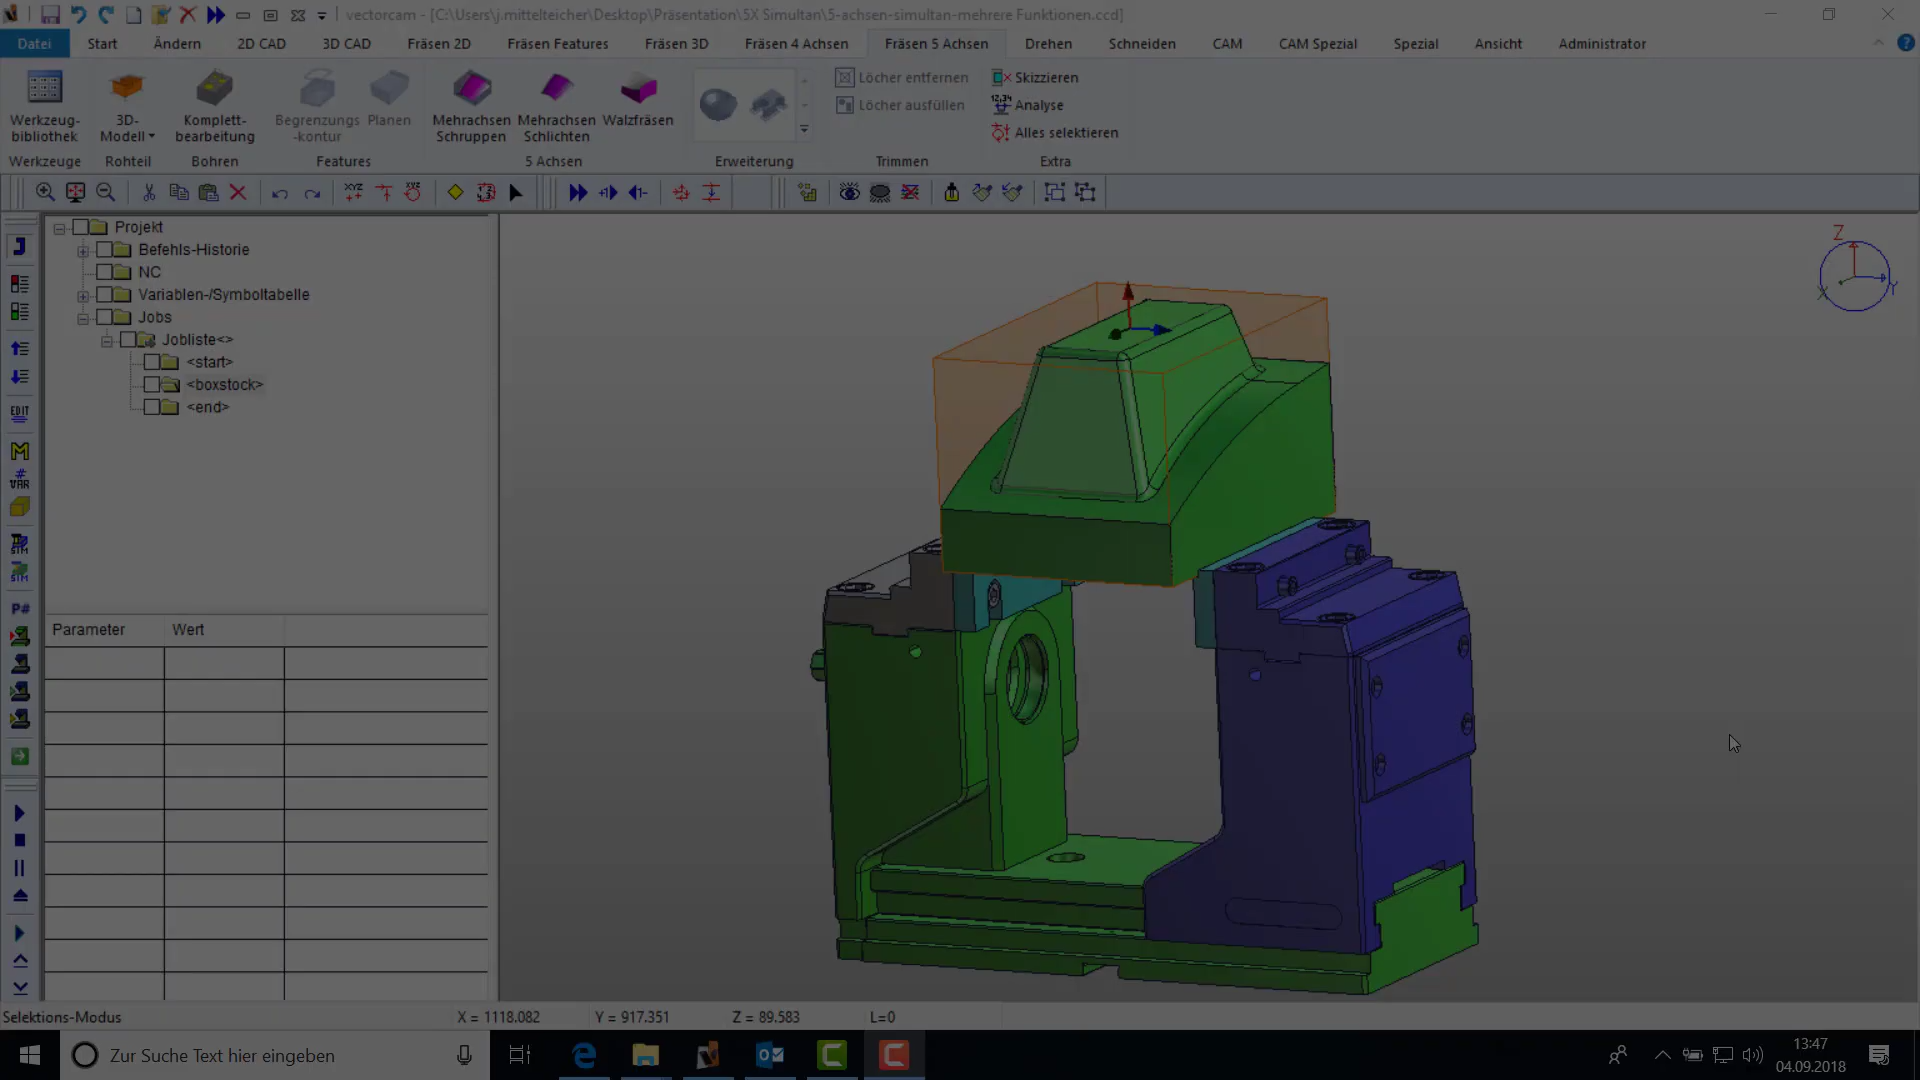 vectorcam - [C:\Users\j.mittelteicher\Desktop\Präsentation\5X Simultan\5-achsen-simultan-mehrere Funktionen.ccd]
Datei Start Ändern 2D CAD 3D CAD Fräsen 2D Fräsen Features Fräsen 3D Fräsen 4 Achsen Fräsen 5 Achsen Drehen Schneiden CAM CAM Spezial Spezial Ansicht Administrator
Werkzeug-
bibliothek
Werkzeuge
3D-
Modell
Rohteil
Komplett-
bearbeitung
Bohren
Begrenzungs
-kontur
Planen
Features
Mehrachsen
Schruppen
Mehrachsen
Schlichten
Walzfräsen
5 Achsen
Erweiterung
Löcher entfernen
Löcher ausfüllen
Trimmen
Skizzieren
Analyse
Alles selektieren
Extra
Projekt
Befehls-Historie
NC
Variablen-/Symboltabelle
Jobs
Jobliste<>
<start>
<boxstock>
<end>
EDIT
M
#
VAR
SIM
SIM
P#
Parameter Wert
Z
X
Y
Selektions-Modus X = 1118.082 Y = 917.351 Z = 89.583 L=0
Zur Suche Text hier eingeben
13:47
04.09.2018